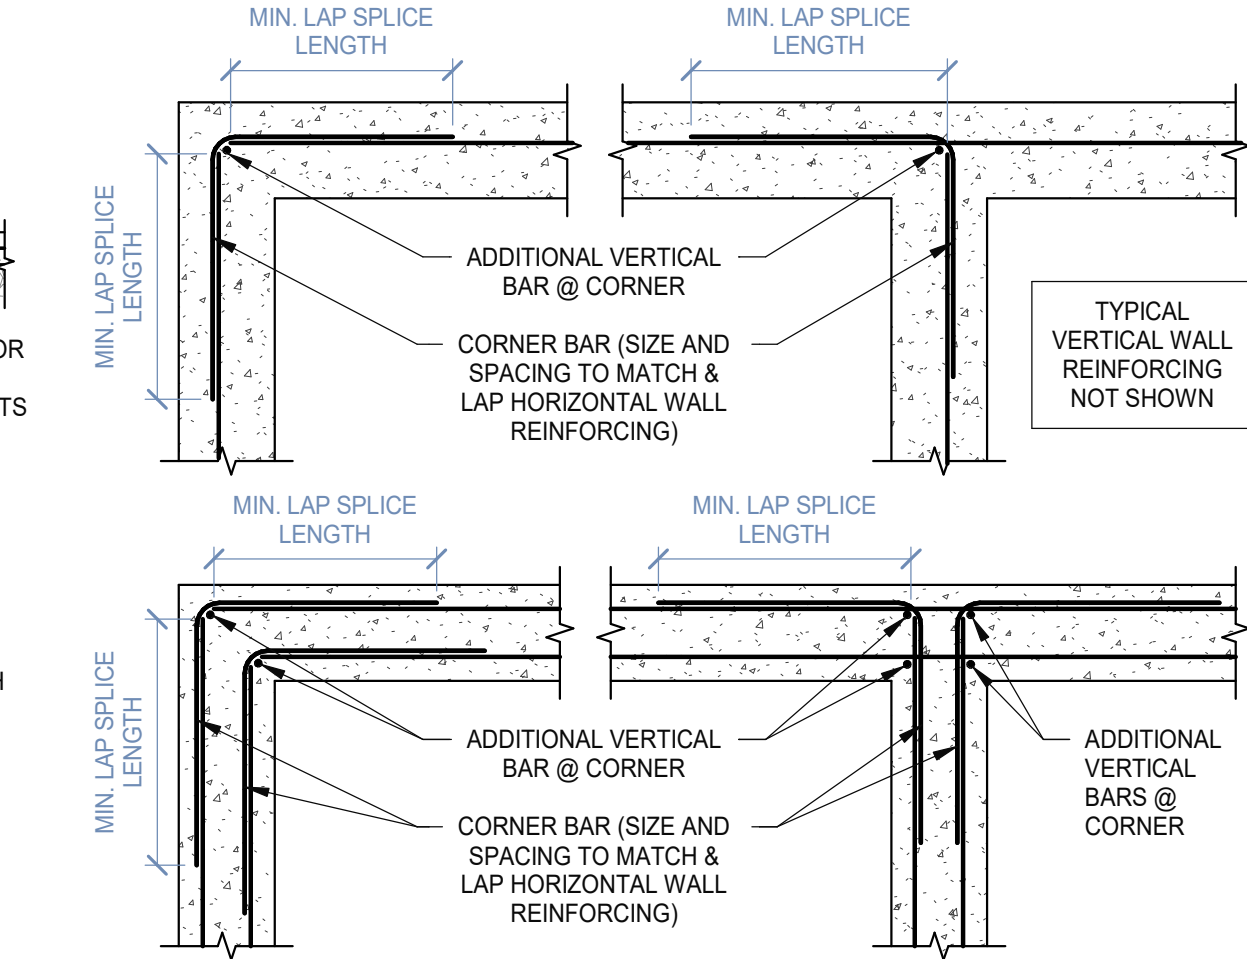 MIN. LAP SPLICE
LENGTH
MIN. LAP SPLICE
LENGTH
MIN. LAP SPLICE
LENGTH
ADDITIONAL VERTICAL
BAR @ CORNER
CORNER BAR (SIZE AND
SPACING TO MATCH &
LAP HORIZONTAL WALL
REINFORCING)
TYPICAL
VERTICAL WALL
REINFORCING
NOT SHOWN
OR
TS
MIN. LAP SPLICE
LENGTH
MIN. LAP SPLICE
LENGTH
MIN. LAP SPLICE
LENGTH
H
ADDITIONAL VERTICAL
BAR @ CORNER
CORNER BAR (SIZE AND
SPACING TO MATCH &
LAP HORIZONTAL WALL
REINFORCING)
ADDITIONAL
VERTICAL
BARS @
CORNER